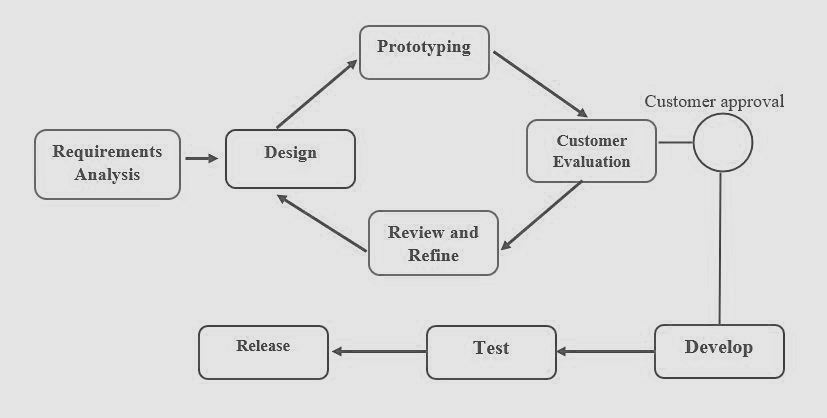 Prototyping
Customer approval
Requirements
Analysis
Design
Customer
Evaluation
Review and
Refine
Release
Test
Develop